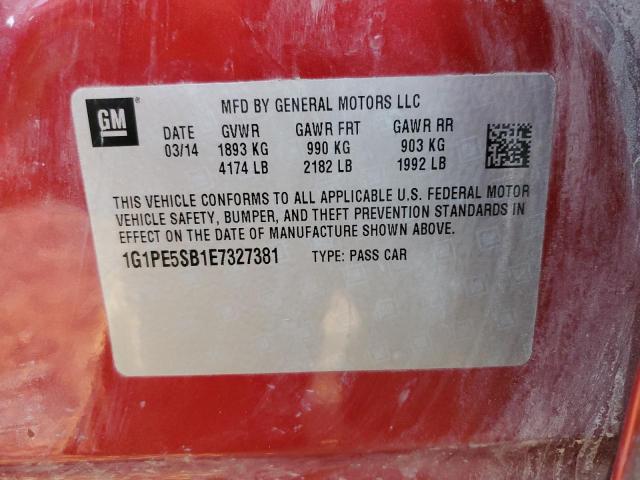 GM ®
MFD BY GENERAL MOTORS LLC
DATE GVWR GAWR FRT GAWR RR
03/14 1893 KG 990 KG 903 KG
4174 LB 2182 LB 1992 LB
THIS VEHICLE CONFORMS TO ALL APPLICABLE U.S. FEDERAL MOTOR
VEHICLE SAFETY, BUMPER, AND THEFT PREVENTION STANDARDS IN
EFFECT ON THE DATE OF MANUFACTURE SHOWN ABOVE.
1G1PE5SB1E7327381 TYPE: PASS CAR